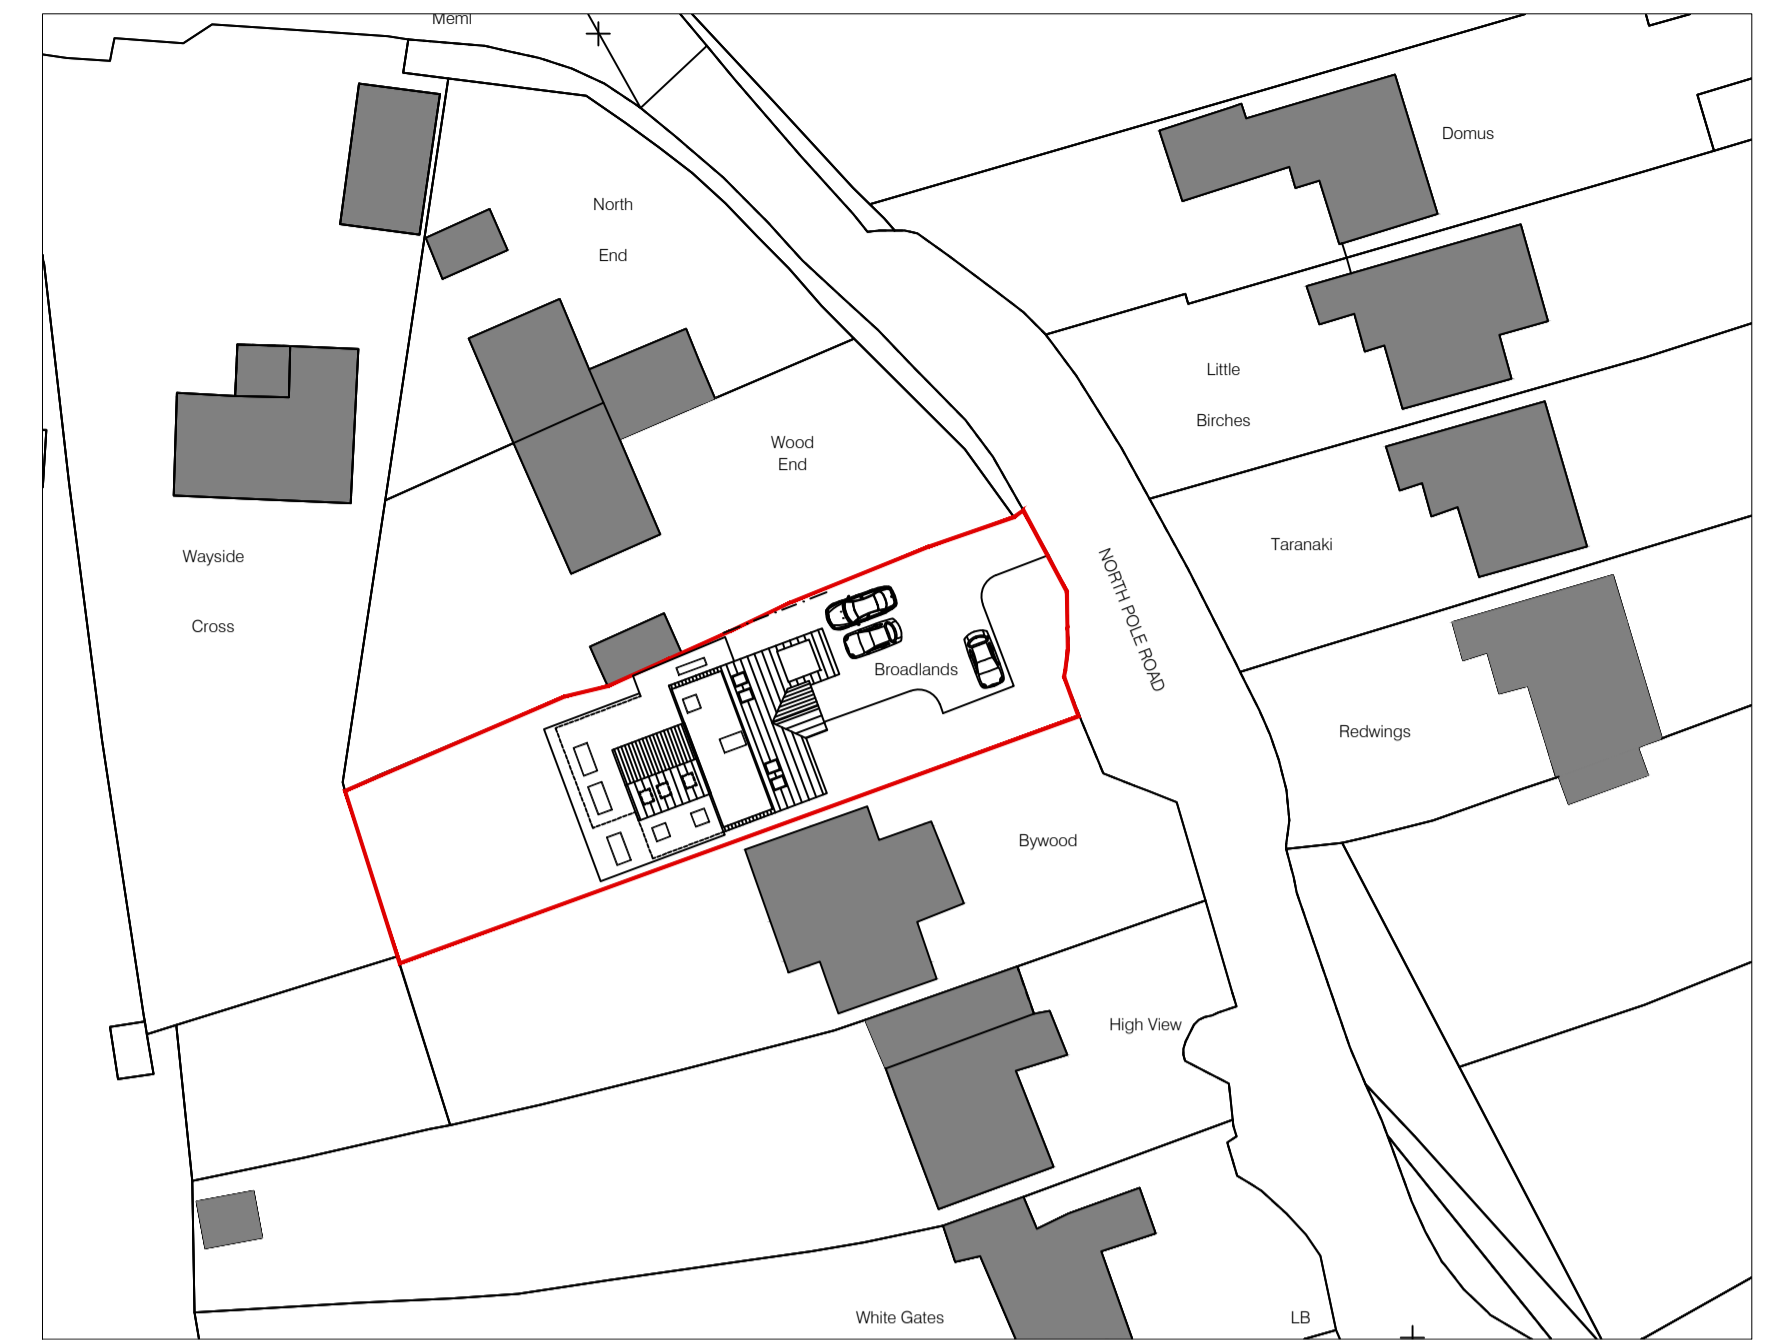 Meml
Domus
North
End
Little
Birches
Wood
End
Taranaki
Wayside
Cross
NORTH POLE ROAD
Broadlands
Redwings
Bywood
High View
White Gates
LB